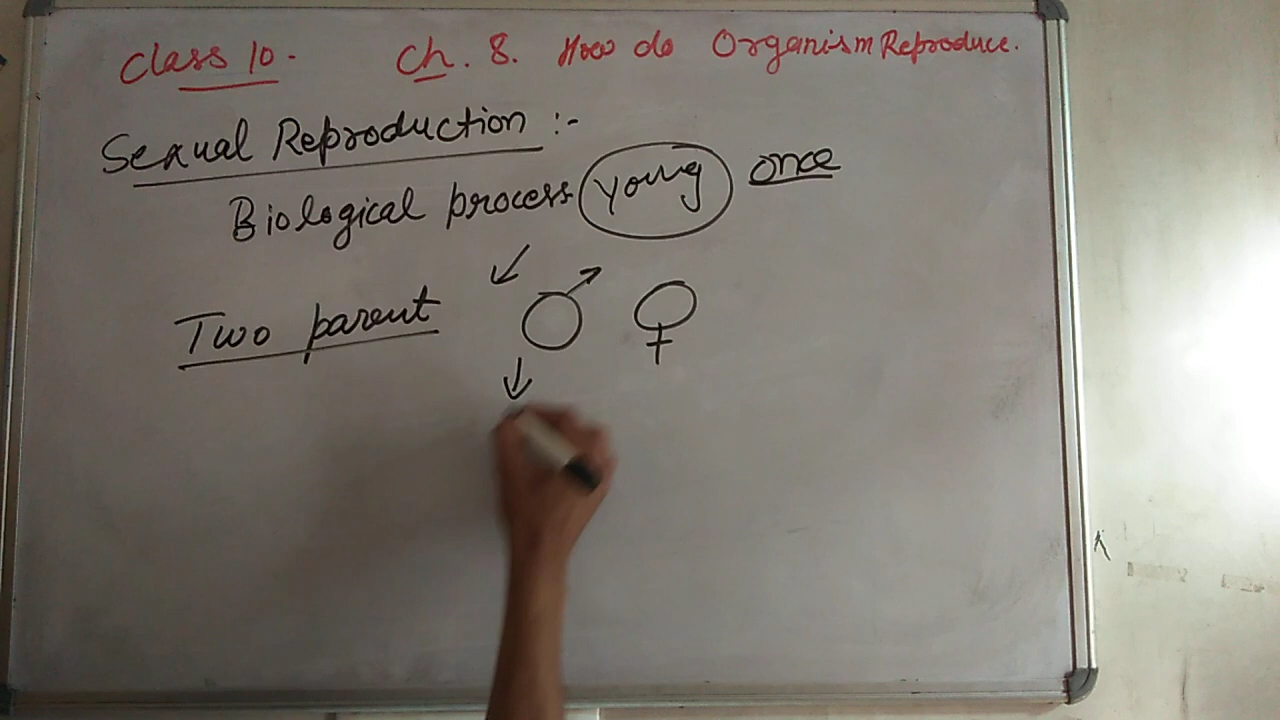 Class 10. Ch. 8. How do Organism Reproduce.
Sexual Reproduction :-
Biological process young once
Two parent ♂ ♀